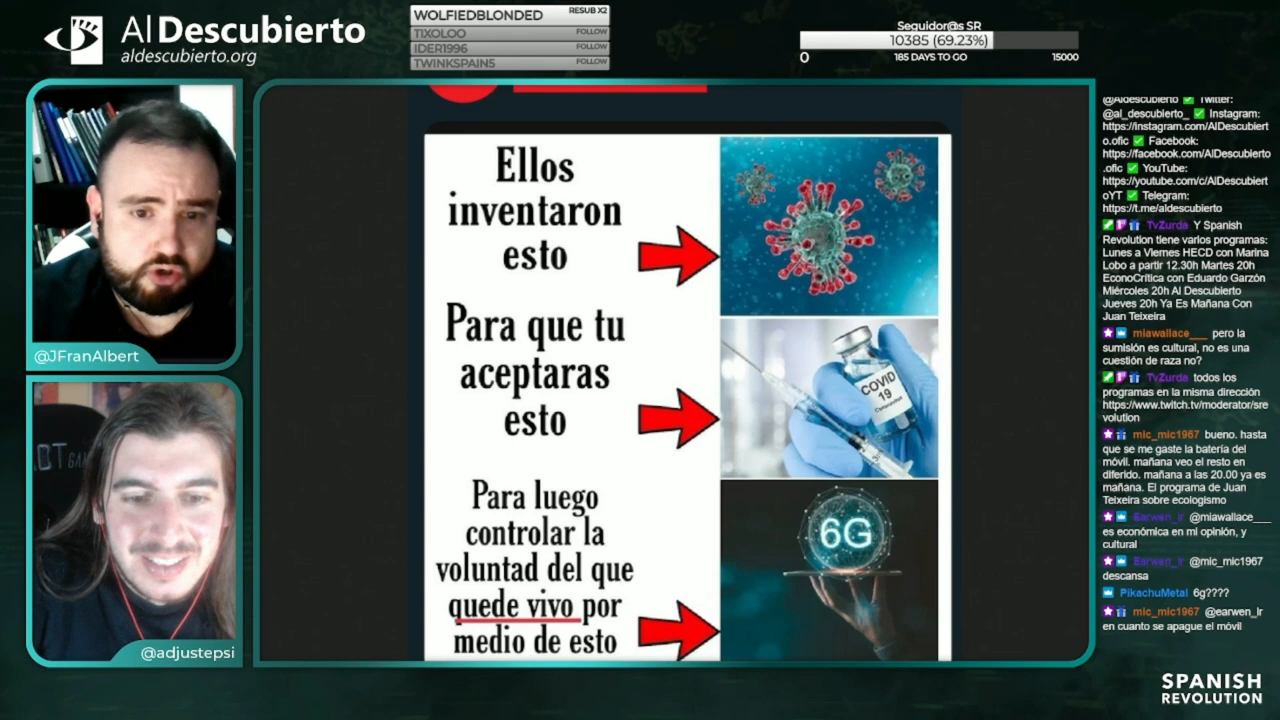 Al Descubierto
aldescubierto.org
WOLFIEDBLONDED RESUB X2
TIXOLOO FOLLOW
IDER1996 FOLLOW
TWINKSPAIN5 FOLLOW
Seguidor@s SR
10385 (69.23%)
0 185 DAYS TO GO 15000
@JFranAlbert
@adjustepsi
Ellos
inventaron
esto
Para que tu
aceptaras
esto
COVID
19
Para luego
controlar la
voluntad del que
quede vivo por
medio de esto
6G
@Aldescubierto ✅ Twitter:
@al_descubierto_ ✅ Instagram:
https://instagram.com/AlDescubiert
o.ofic ✅ Facebook:
https://facebook.com/AlDescubierto
.ofic ✅ YouTube:
https://youtube.com/c/AlDescubiert
oYT ✅ Telegram:
https://t.me/aldescubierto
TvZurda Y Spanish
Revolution tiene varios programas:
Lunes a Viernes HECD con Marina
Lobo a partir 12.30h Martes 20h
EconoCrítica con Eduardo Garzón
Miércoles 20h Al Descubierto
Jueves 20h Ya Es Mañana Con
Juan Teixeira
miawallace___ pero la
sumisión es cultural, no es una
cuestión de raza no?
TvZurda todos los
programas en la misma dirección
https://www.twitch.tv/moderator/sre
volution
mic_mic1967 bueno. hasta
que se me gaste la batería del
móvil. mañana veo el resto en
diferido. mañana a las 20.00 ya es
mañana. El programa de Juan
Teixeira sobre ecologismo
Earwen_lr @miawallace___
es económica en mi opinión, y
cultural
Earwen_lr @mic_mic1967
descansa
PikachuMetal 6g????
mic_mic1967 @earwen_lr
en cuanto se apague el móvil
SPANISH
REVOLUTION